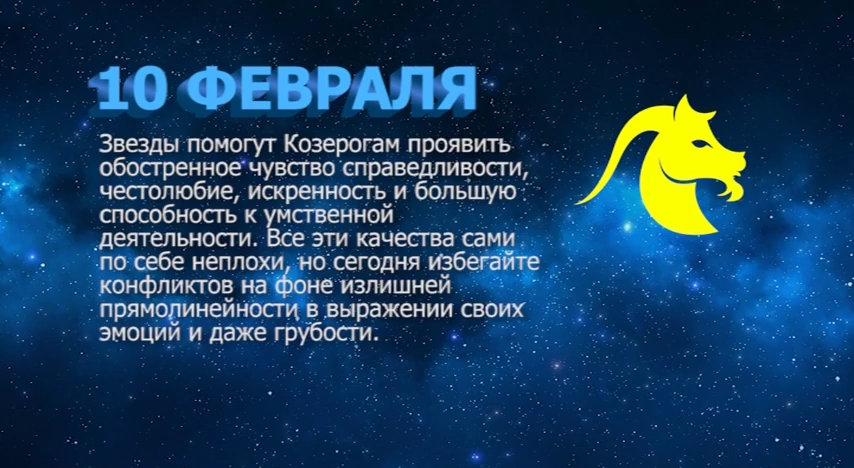 10 ФЕВРАЛЯ
Звезды помогут Козерогам проявить
обостренное чувство справедливости,
честолюбие, искренность и большую
способность к умственной
деятельности. Все эти качества сами
по себе неплохи, но сегодня избегайте
конфликтов на фоне излишней
прямолинейности в выражении своих
эмоций и даже грубости.